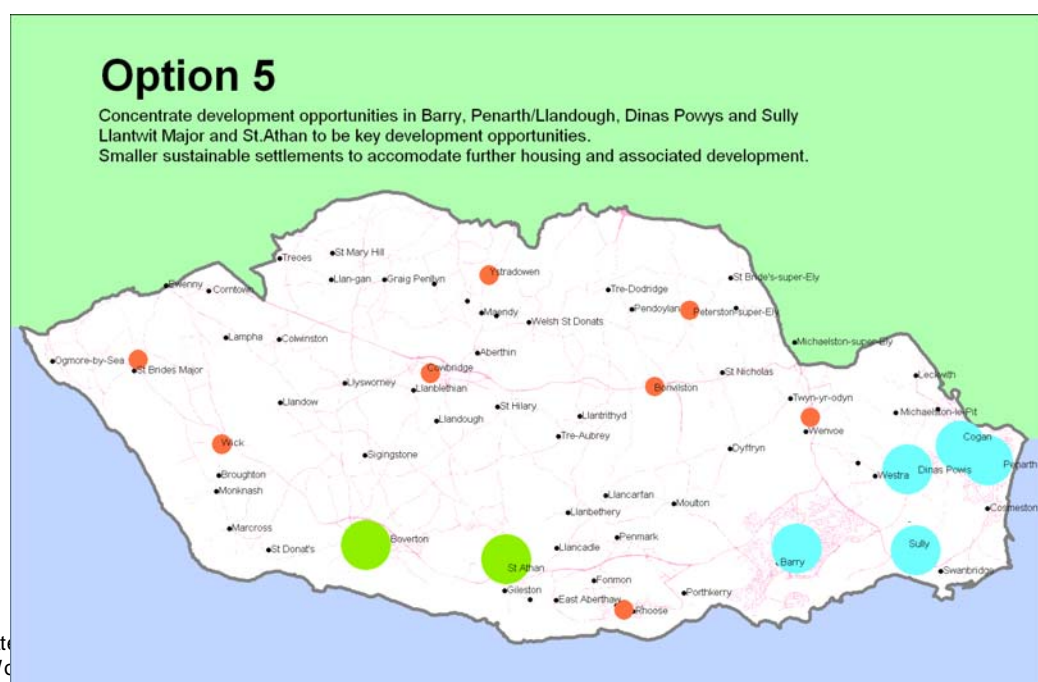 Option 5
Concentrate development opportunities in Barry, Penarth/Llandough, Dinas Powys and Sully
Llantwit Major and St.Athan to be key development opportunities.
Smaller sustainable settlements to accomodate further housing and associated development.
St Mary Hill
Treoes
Ystradowen
Llan-gan
Graig Penllyn
St Bride's-super-Ely
Ewenny
Corntown
Tre-Dodridge
Pendoylan
Peterston-super-Ely
Maendy
Welsh St Donats
Lampha
Colwinston
Michaelston-super-Ely
Aberthin
Ogmore-by-Sea
St Brides Major
Cowbridge
St Nicholas
Leckwith
Llysworney
Llanblethian
Bonvilston
Twyn-yr-odyn
Llandow
St Hilary
Michaelston-le-Pit
Llandough
Llantrithyd
Wenvoe
Wick
Tre-Aubrey
Cogan
Dyffryn
Sigingstone
Penarth
Dinas Powys
Westra
Broughton
Monknash
Llancarfan
Moulton
Cosmeston
Llanbethery
Marcross
Boverton
Penmark
Sully
St Donat's
Llancadle
Barry
St Athan
Swanbridge
Fonmon
Gileston
East Aberthaw
Porthkerry
Rhoose